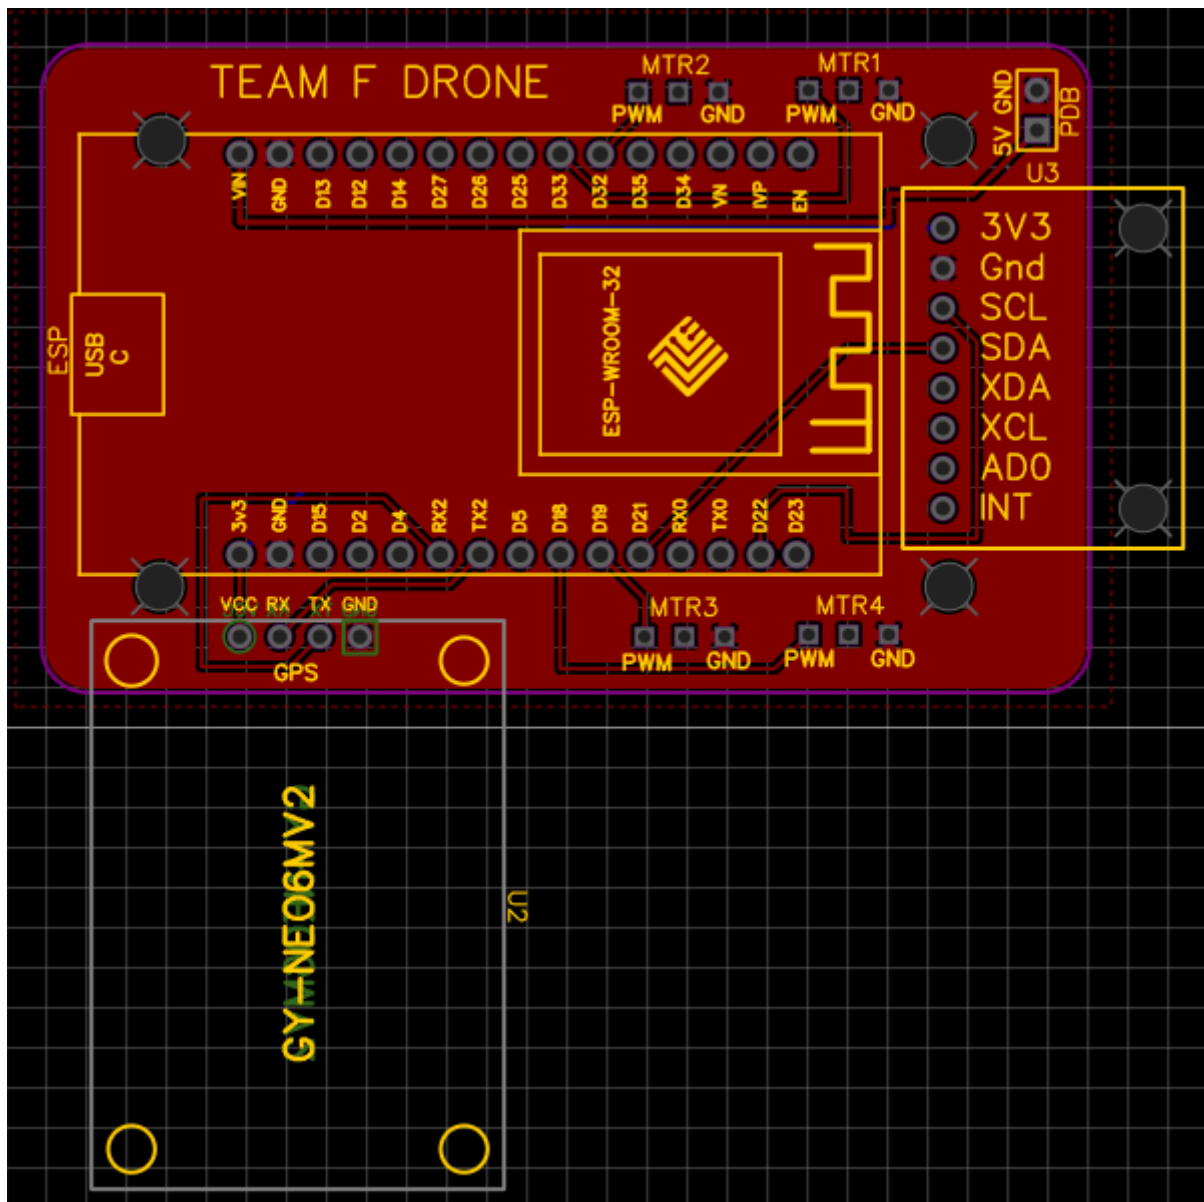 TEAM F DRONE
MTR2
MTR1
PWM
GND
PWM
GND
5V GND
PDB
U3
VIN
GND
D13
D12
D14
D27
D26
D25
D33
D32
D35
D34
VN
IVP
EN
3V3
Gnd
SCL
SDA
XDA
XCL
AD0
INT
ESP
USB
C
ESP-WROOM-32
3v3
GND
D15
D2
D4
RX2
TX2
D5
D18
D19
D21
RX0
TX0
D22
D23
VCC
RX
TX
GND
GPS
MTR3
MTR4
PWM
GND
PWM
GND
GY-NEO6MV2
U2